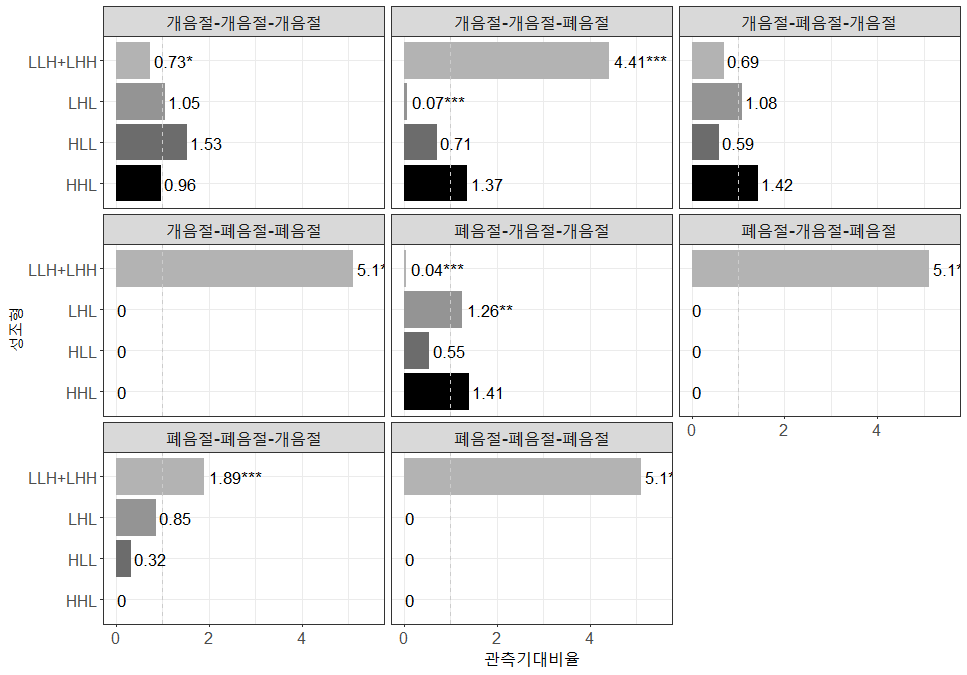 개음절-개음절-개음절
개음절-개음절-폐음절
개음절-폐음절-개음절
LLH+LHH 0.73* 4.41*** 0.69
LHL 1.05 0.07*** 1.08
HLL 1.53 0.71 0.59
HHL 0.96 1.37 1.42
개음절-폐음절-폐음절
폐음절-개음절-개음절
폐음절-개음절-폐음절
LLH+LHH 5.1* 0.04*** 5.1*
LHL 0 1.26** 0
HLL 0 0.55 0
HHL 0 1.41 0
0 2 4
폐음절-폐음절-개음절
폐음절-폐음절-폐음절
LLH+LHH 1.89*** 5.1*
LHL 0.85 0
HLL 0.32 0
HHL 0 0
0 2 4
0 2 4
관측기대비율
성조형